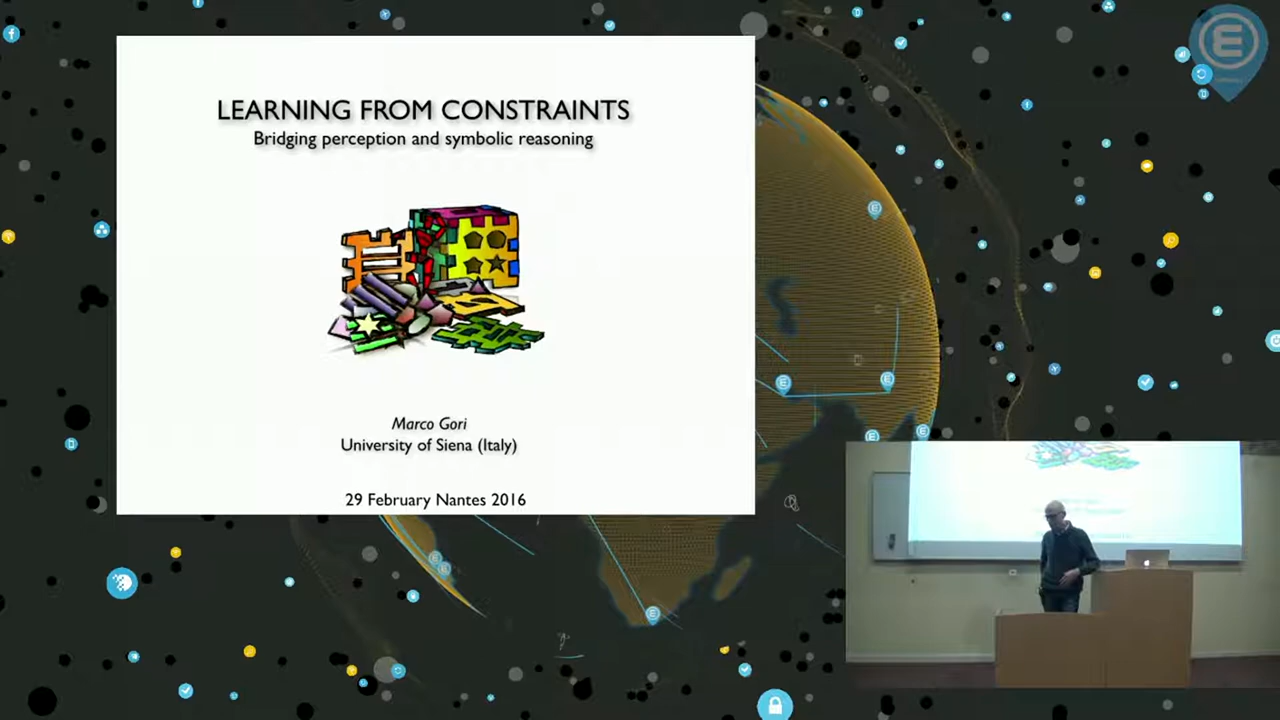 LEARNING FROM CONSTRAINTS
Bridging perception and symbolic reasoning
Marco Gori
University of Siena (Italy)
29 February Nantes 2016